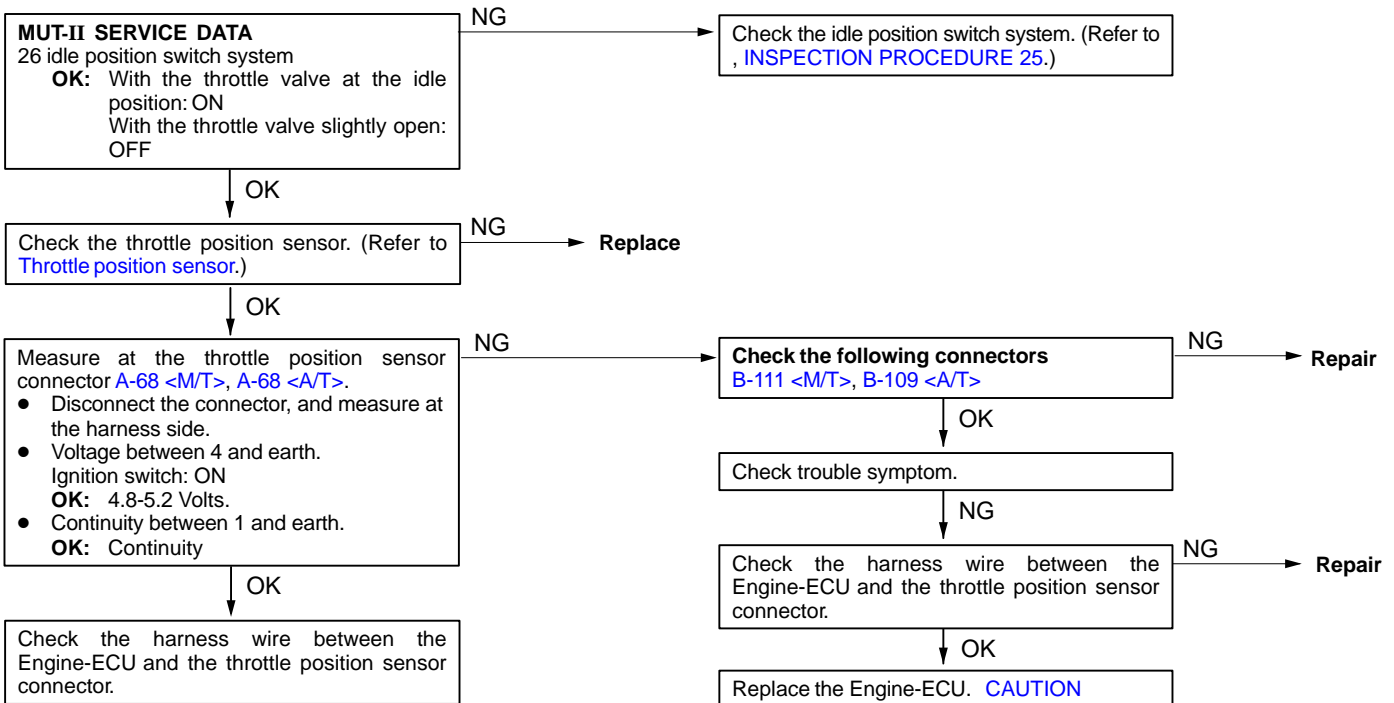 MUT-II SERVICE DATA
26 idle position switch system
OK: With the throttle valve at the idle
position: ON
With the throttle valve slightly open:
OFF
NG
Check the idle position switch system. (Refer to
, INSPECTION PROCEDURE 25.)
OK
Check the throttle position sensor. (Refer to
Throttle position sensor.)
NG
Replace
OK
Measure at the throttle position sensor
connector A-68 <M/T>, A-68 <A/T>.
● Disconnect the connector, and measure at
the harness side.
● Voltage between 4 and earth.
Ignition switch: ON
OK: 4.8-5.2 Volts.
● Continuity between 1 and earth.
OK: Continuity
NG
Check the following connectors
B-111 <M/T>, B-109 <A/T>
NG
Repair
OK
Check trouble symptom.
NG
Check the harness wire between the
Engine-ECU and the throttle position sensor
connector.
NG
Repair
OK
Replace the Engine-ECU. CAUTION
OK
Check the harness wire between the
Engine-ECU and the throttle position sensor
connector.